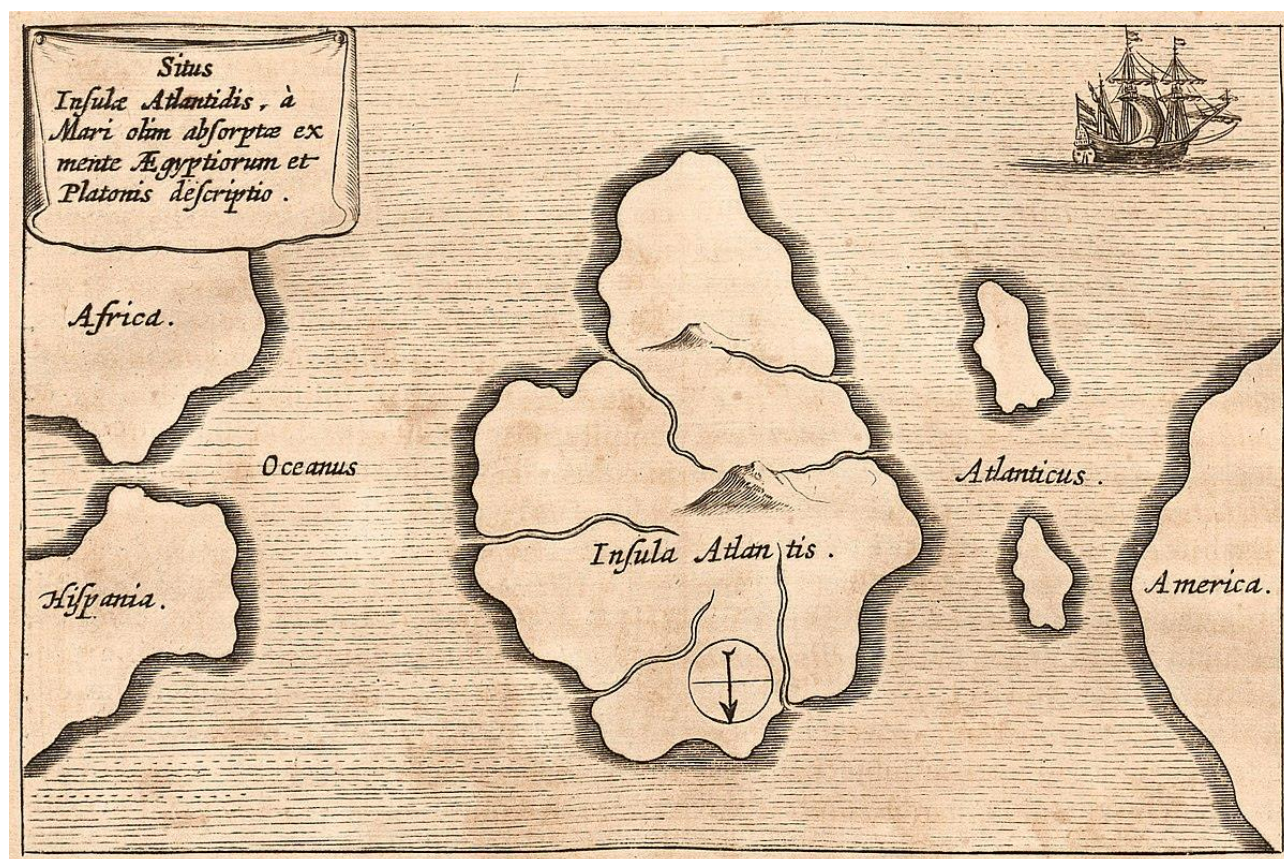 Situs
Inſulæ Atlantidis, à
Mari olim abſorptæ ex
mente Ægyptiorum et
Platonis deſcriptio.
Africa.
Oceanus
Atlanticus.
Inſula Atlantis.
Hiſpania.
America.